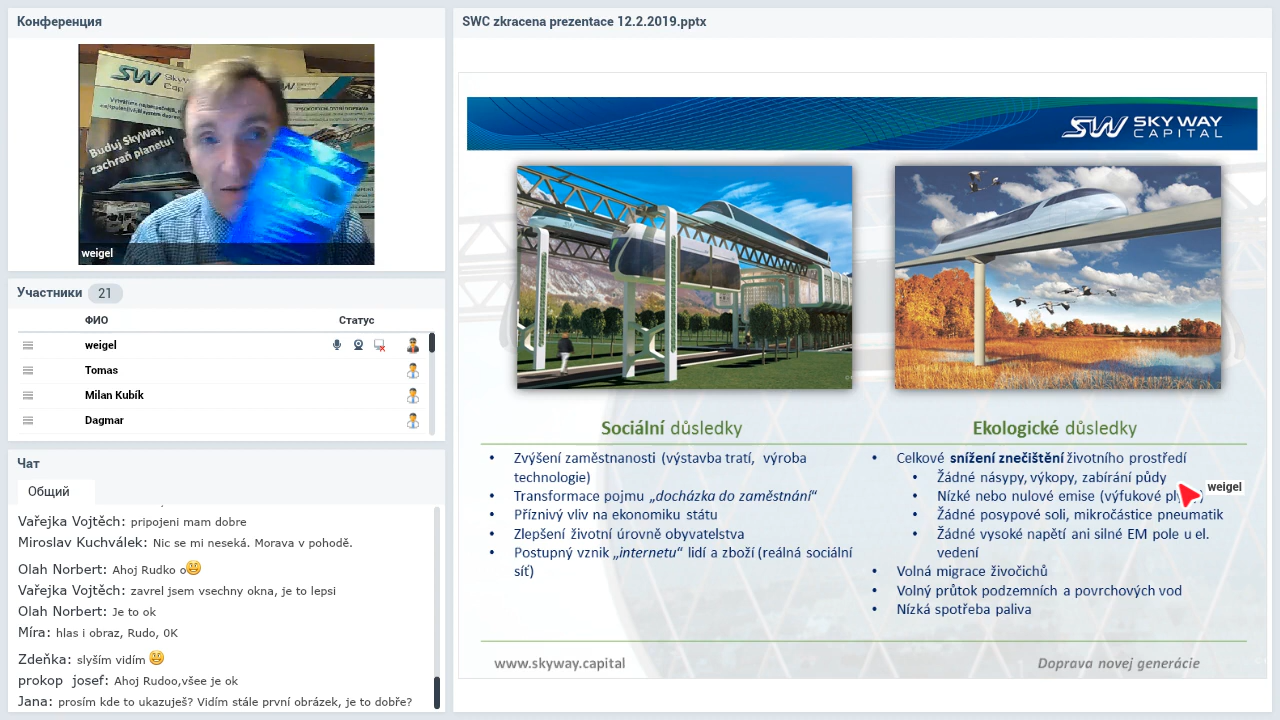 Конференция
SW SKY WAY
Buduj SkyWay,
zachraň planetu!
weigel
Участники 21
ФИО Статус
weigel
Tomas
Milan Kubík
Dagmar
Чат
Общий
Vařejka Vojtěch: pripojeni mam dobre
Miroslav Kuchválek: Nic se mi neseká. Morava v pohodě.
Olah Norbert: Ahoj Rudko o
Vařejka Vojtěch: zavrel jsem vsechny okna, je to lepsi
Olah Norbert: Je to ok
Míra: hlas i obraz, Rudo, 0K
Zdeňka: slyším vidím
prokop josef: Ahoj Rudoo,všee je ok
Jana: prosím kde to ukazuješ? Vidím stále první obrázek, je to dobře?
SWC zkracena prezentace 12.2.2019.pptx
SW SKY WAY
CAPITAL
Sociální důsledky
• Zvýšení zaměstnanosti (výstavba tratí, výroba
technologie)
• Transformace pojmu „docházka do zaměstnání“
• Příznivý vliv na ekonomiku státu
• Zlepšení životní úrovně obyvatelstva
• Postupný vznik „internetu“ lidí a zboží (reálná sociální
síť)
Ekologické důsledky
• Celkové snížení znečištění životního prostředí
• Žádné náspy, výkopy, zabírání půdy
• Nízké nebo nulové emise (výfukové
weigel
• Žádné posypové soli, mikročástice pneumatik
• Žádné vysoké napětí ani silné EM pole u el.
vedení
• Volná migrace živočichů
• Volný průtok podzemních a povrchových vod
• Nízká spotřeba paliva
www.skyway.capital
Doprava novej generácie